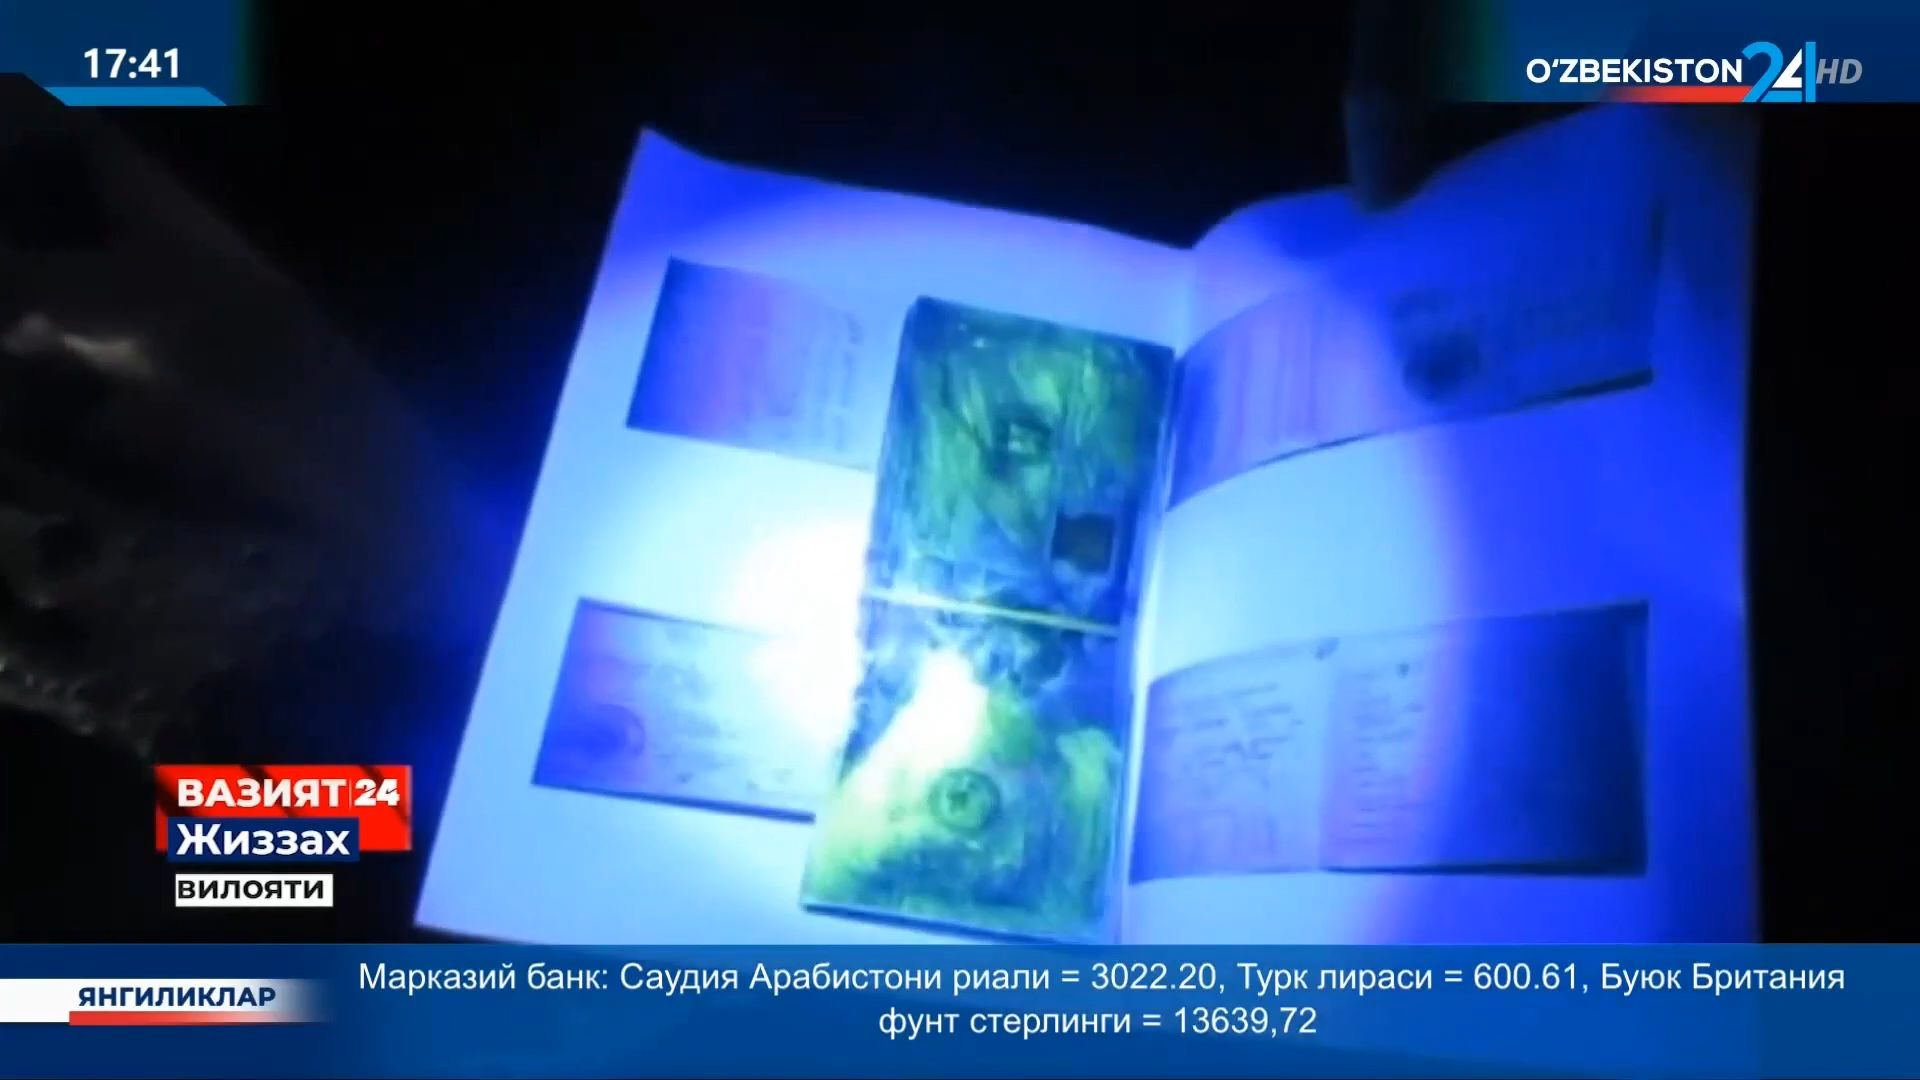 17:41
O‘ZBEKISTON 24 HD
ВАЗИЯТ 24
Жиззах
ВИЛОЯТИ
ЯНГИЛИКЛАР
Марказий банк: Саудия Арабистони риали = 3022.20, Турк лираси = 600.61, Буюк Британия
фунт стерлинги = 13639,72